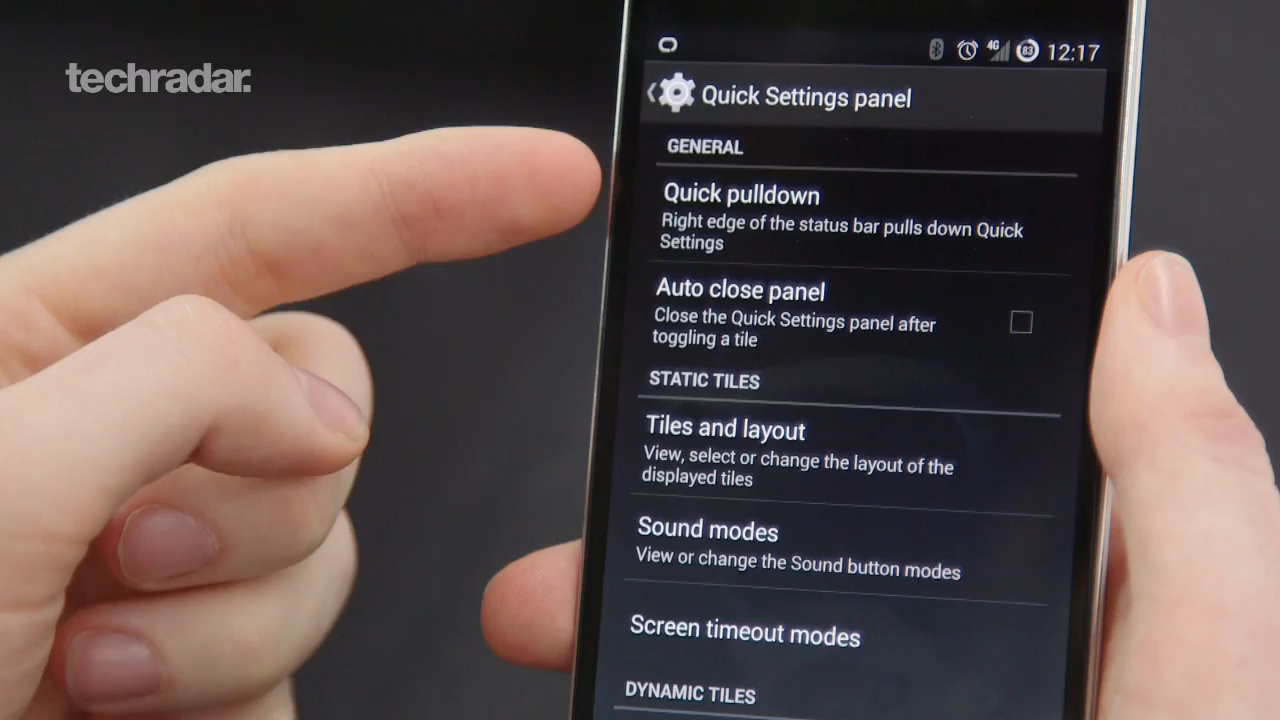 techradar.
4G 83 12:17
Quick Settings panel
GENERAL
Quick pulldown
Right edge of the status bar pulls down Quick
Settings
Auto close panel
Close the Quick Settings panel after
toggling a tile
STATIC TILES
Tiles and layout
View, select or change the layout of the
displayed tiles
Sound modes
View or change the Sound button modes
Screen timeout modes
DYNAMIC TILES